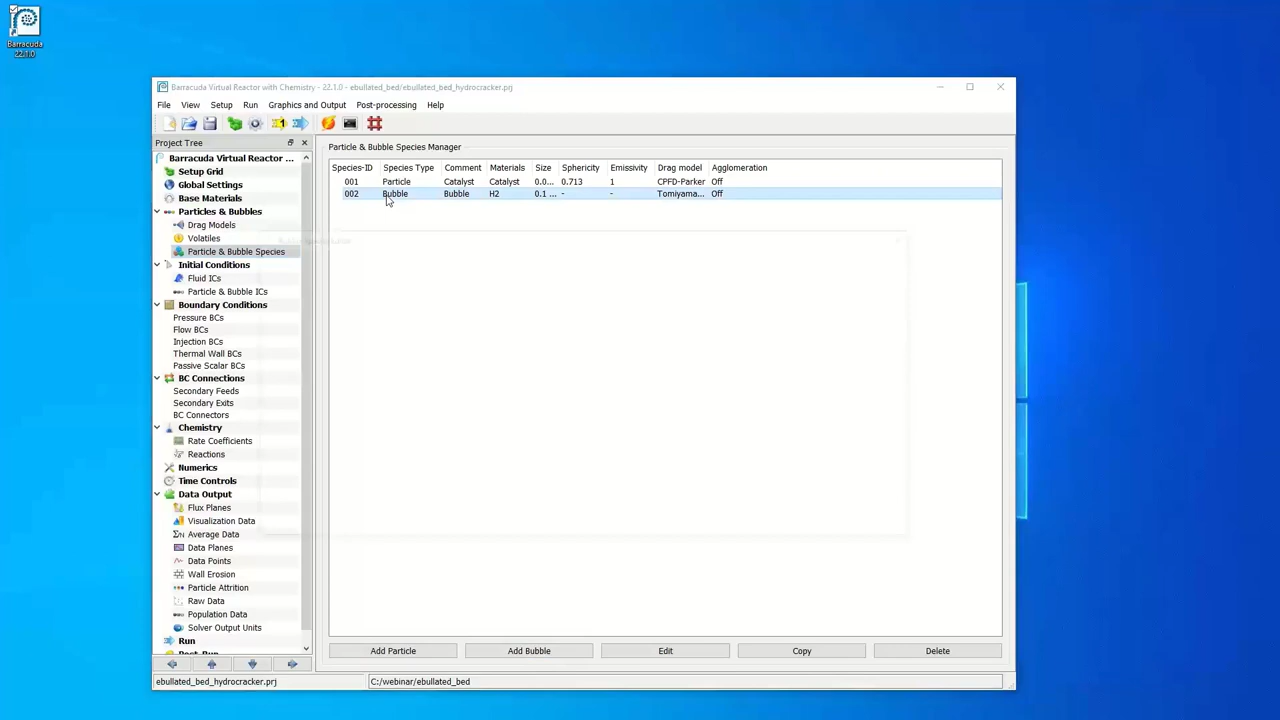 Barracuda
22.1.0
Barracuda Virtual Reactor with Chemistry - 22.1.0 - ebullated_bed/ebullated_bed_hydrocracker.prj
File View Setup Run Graphics and Output Post-processing Help
Project Tree
Barracuda Virtual Reactor ...
Setup Grid
Global Settings
Base Materials
Particles & Bubbles
Drag Models
Volatiles
Particle & Bubble Species
Initial Conditions
Fluid ICs
Particle & Bubble ICs
Boundary Conditions
Pressure BCs
Flow BCs
Injection BCs
Thermal Wall BCs
Passive Scalar BCs
BC Connections
Secondary Feeds
Secondary Exits
BC Connectors
Chemistry
Rate Coefficients
Reactions
Numerics
Time Controls
Data Output
Flux Planes
Visualization Data
Average Data
Data Planes
Data Points
Wall Erosion
Particle Attrition
Raw Data
Population Data
Solver Output Units
Run
Particle & Bubble Species Manager
Species-ID Species Type Comment Materials Size Sphericity Emissivity Drag model Agglomeration
001 Particle Catalyst Catalyst 0.0... 0.713 1 CPFD-Parker Off
002 Bubble Bubble H2 0.1 ... - - Tomiyama... Off
Add Particle Add Bubble Edit Copy Delete
ebullated_bed_hydrocracker.prj C:/webinar/ebullated_bed